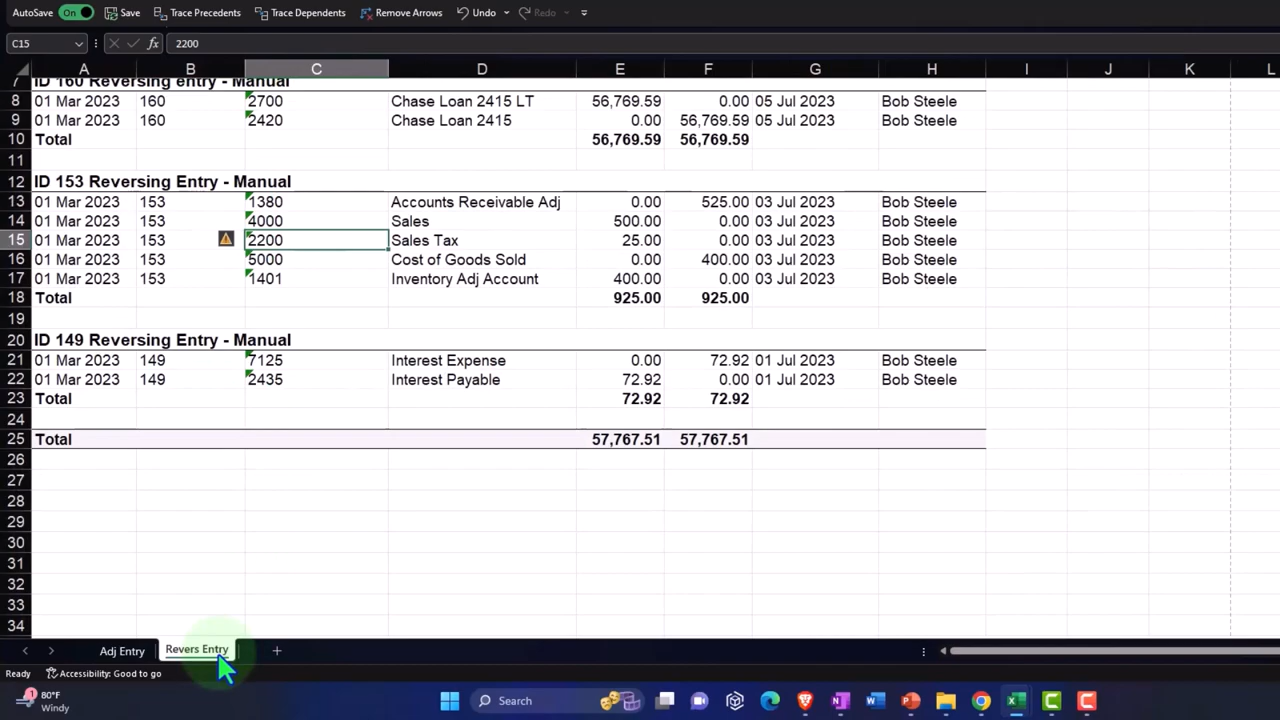 AutoSave On Save Trace Precedents Trace Dependents Remove Arrows Undo Redo
C15 fx 2200
A B C D E F G H I J K L
7 ID 160 Reversing entry - Manual
8 01 Mar 2023 160 2700 Chase Loan 2415 LT 56,769.59 0.00 05 Jul 2023 Bob Steele
9 01 Mar 2023 160 2420 Chase Loan 2415 0.00 56,769.59 05 Jul 2023 Bob Steele
10 Total 56,769.59 56,769.59
11
12 ID 153 Reversing Entry - Manual
13 01 Mar 2023 153 1380 Accounts Receivable Adj 0.00 525.00 03 Jul 2023 Bob Steele
14 01 Mar 2023 153 4000 Sales 500.00 0.00 03 Jul 2023 Bob Steele
15 01 Mar 2023 153 2200 Sales Tax 25.00 0.00 03 Jul 2023 Bob Steele
16 01 Mar 2023 153 5000 Cost of Goods Sold 0.00 400.00 03 Jul 2023 Bob Steele
17 01 Mar 2023 153 1401 Inventory Adj Account 400.00 0.00 03 Jul 2023 Bob Steele
18 Total 925.00 925.00
19
20 ID 149 Reversing Entry - Manual
21 01 Mar 2023 149 7125 Interest Expense 0.00 72.92 01 Jul 2023 Bob Steele
22 01 Mar 2023 149 2435 Interest Payable 72.92 0.00 01 Jul 2023 Bob Steele
23 Total 72.92 72.92
24
25 Total 57,767.51 57,767.51
26
27
28
29
30
31
32
33
34
Adj Entry Revers Entry +
Ready Accessibility: Good to go
1 80°F Search
Windy